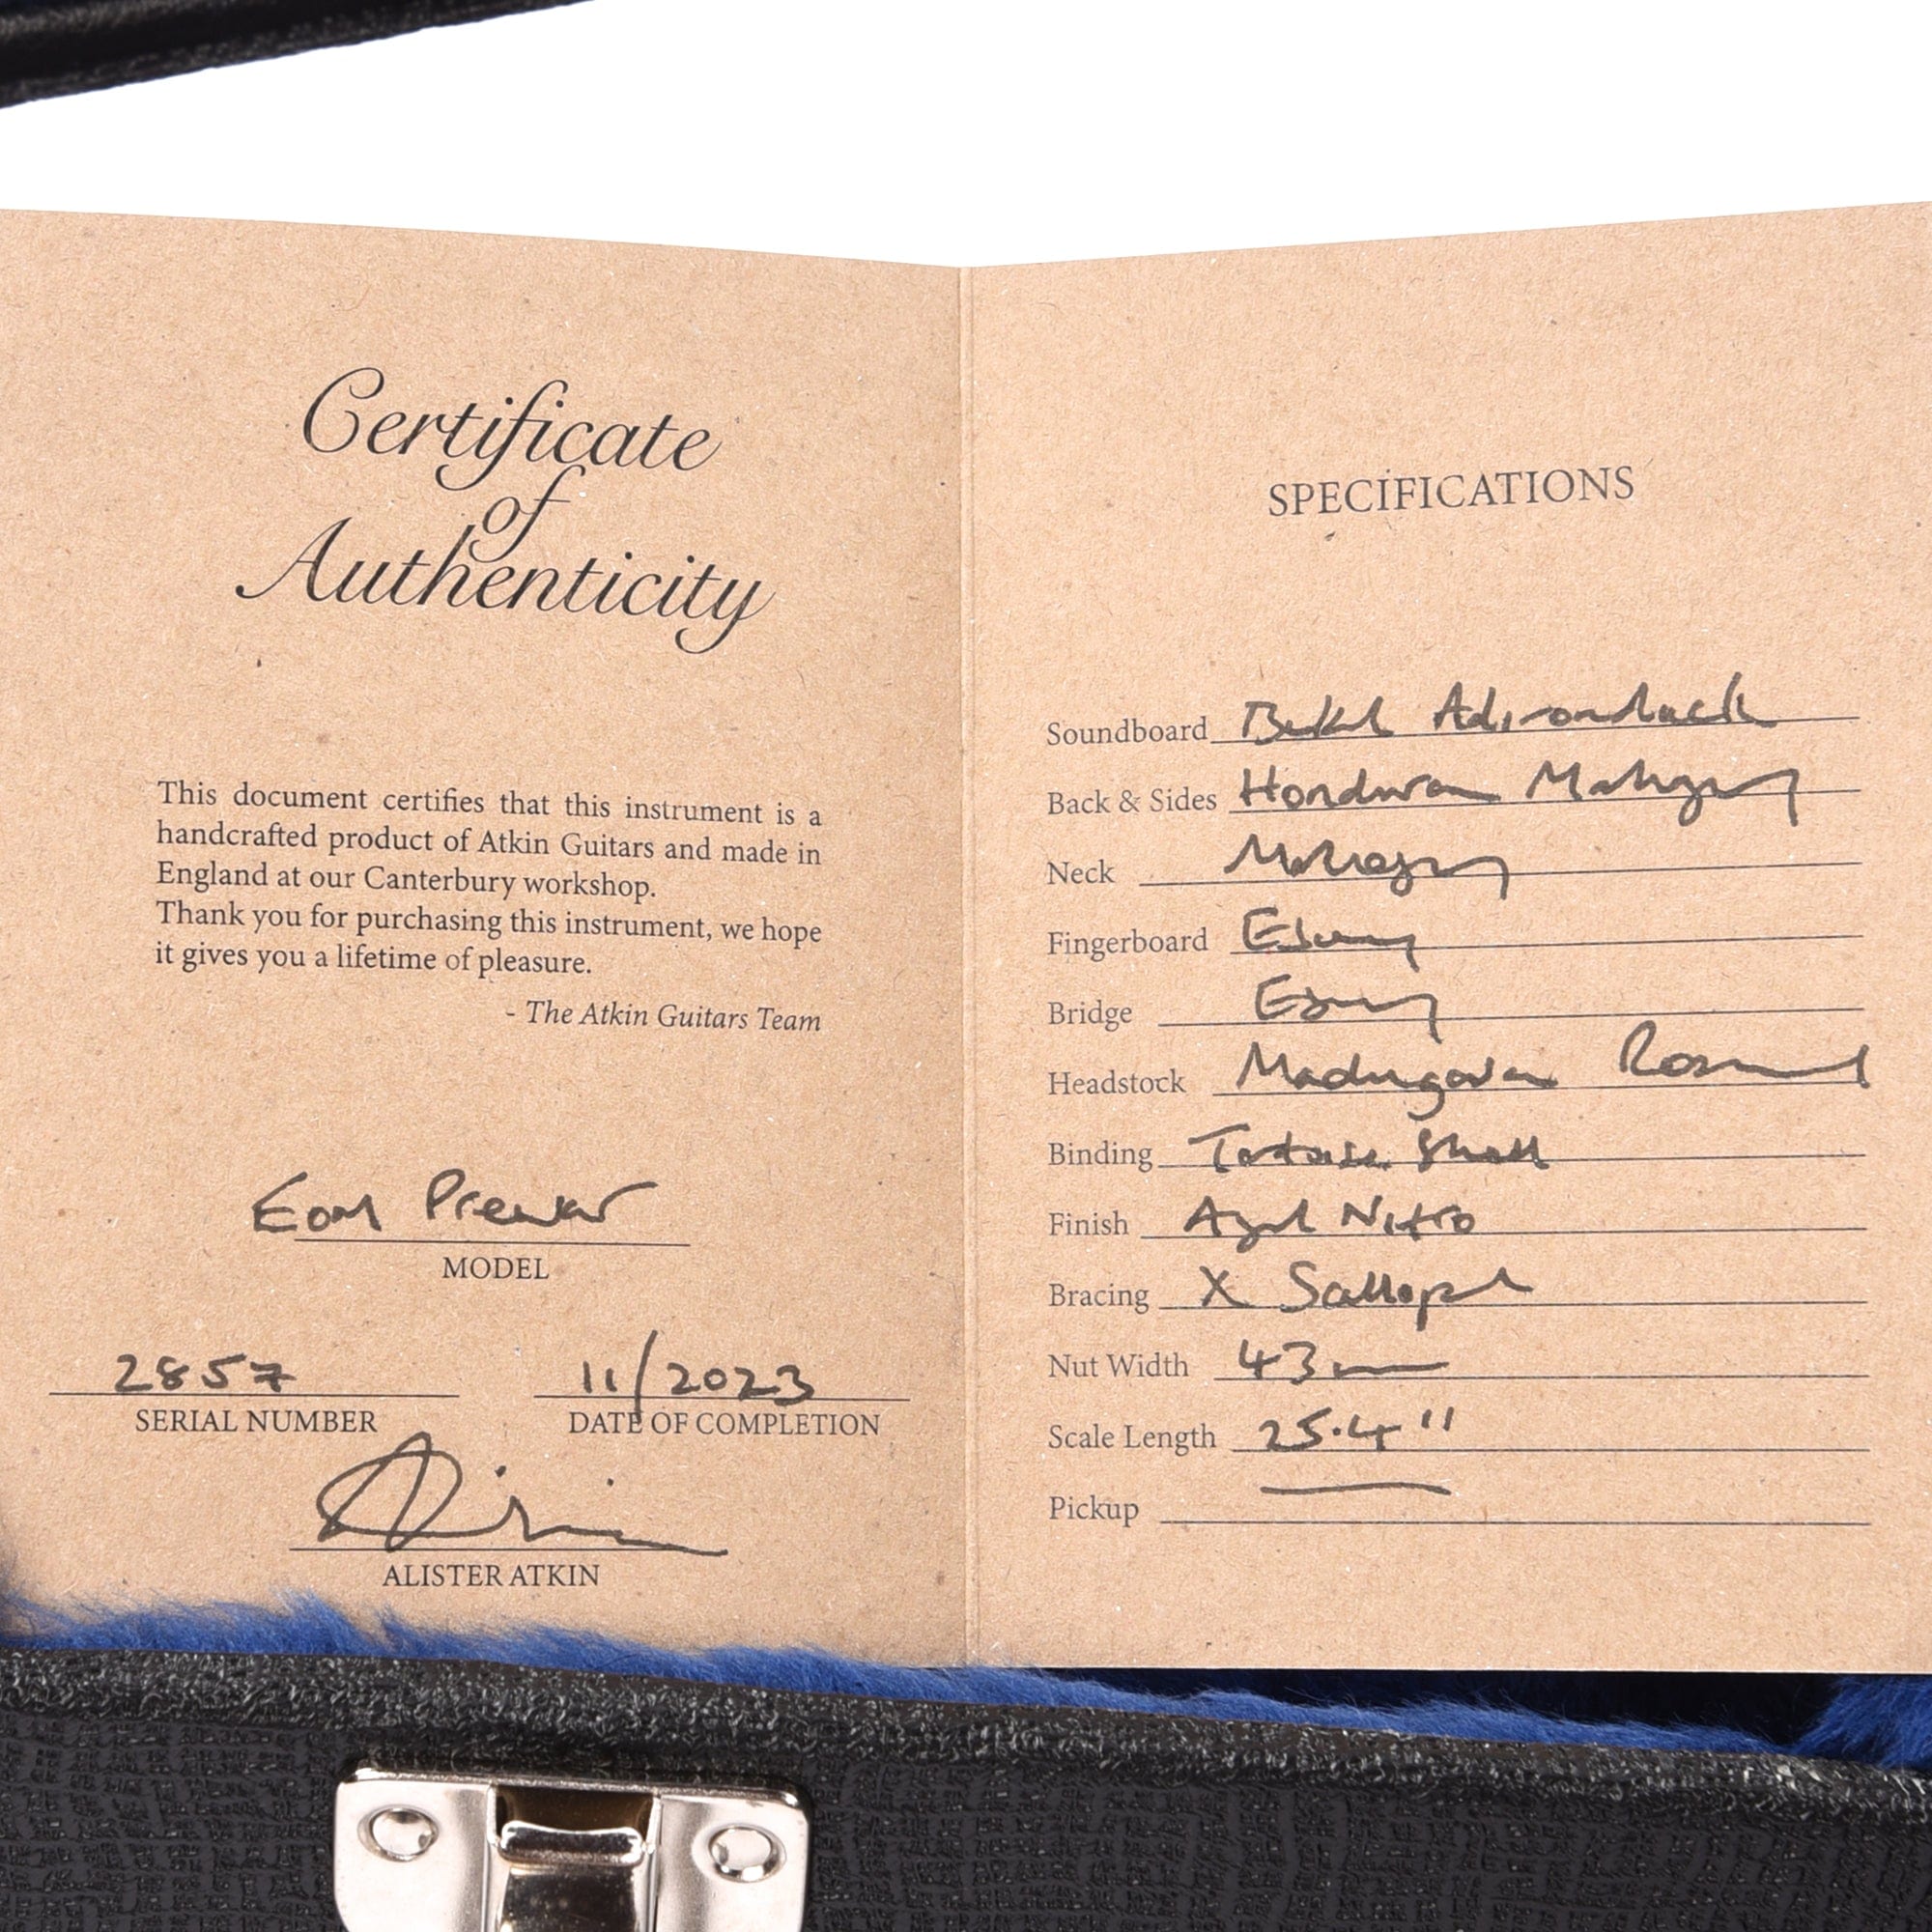 Certificate
of
Authenticity
This document certifies that this instrument is a
handcrafted product of Atkin Guitars and made in
England at our Canterbury workshop.
Thank you for purchasing this instrument, we hope
it gives you a lifetime of pleasure.
- The Atkin Guitars Team
Eom Prewar
MODEL
2857
SERIAL NUMBER
11/2023
DATE OF COMPLETION
ALISTER ATKIN
SPECIFICATIONS
Soundboard Baked Adirondack
Back & Sides Honduran Mahogany
Neck Mahogany
Fingerboard Ebony
Bridge Ebony
Headstock Madagascan Rosewood
Binding Tortoise Shell
Finish Aged Nitro
Bracing X Scalloped
Nut Width 43mm
Scale Length 25.4"
Pickup